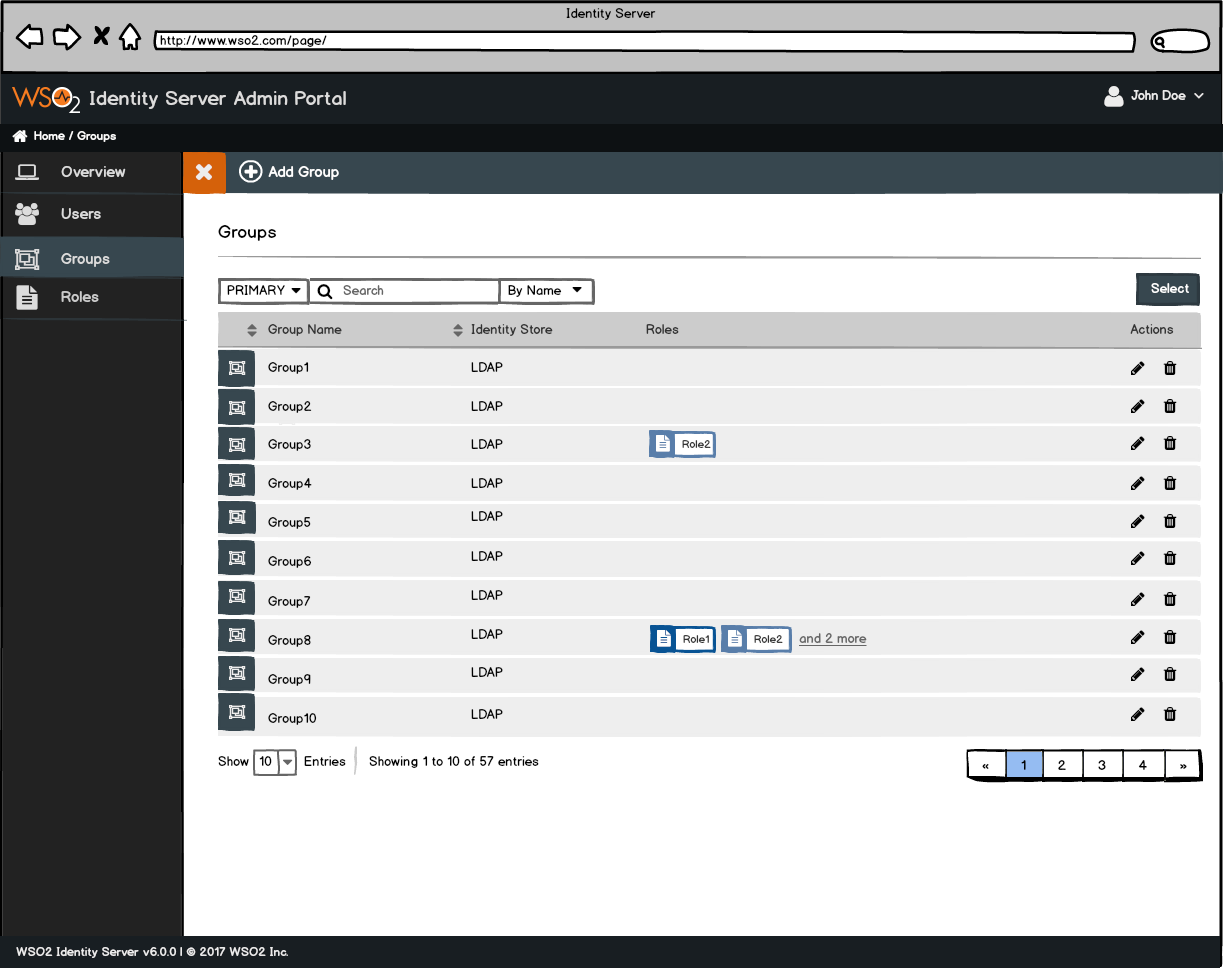 Identity Server
http://www.wso2.com/page/
WSO2 Identity Server Admin Portal
John Doe
Home / Groups
Overview
Add Group
Users
Groups
Roles
Groups
PRIMARY
Search
By Name
Select
Group Name Identity Store Roles Actions
Group1 LDAP
Group2 LDAP
Group3 LDAP Role2
Group4 LDAP
Group5 LDAP
Group6 LDAP
Group7 LDAP
Group8 LDAP Role1 Role2 and 2 more
Group9 LDAP
Group10 LDAP
Show 10 Entries Showing 1 to 10 of 57 entries
« 1 2 3 4 »
WSO2 Identity Server v6.0.0 | © 2017 WSO2 Inc.